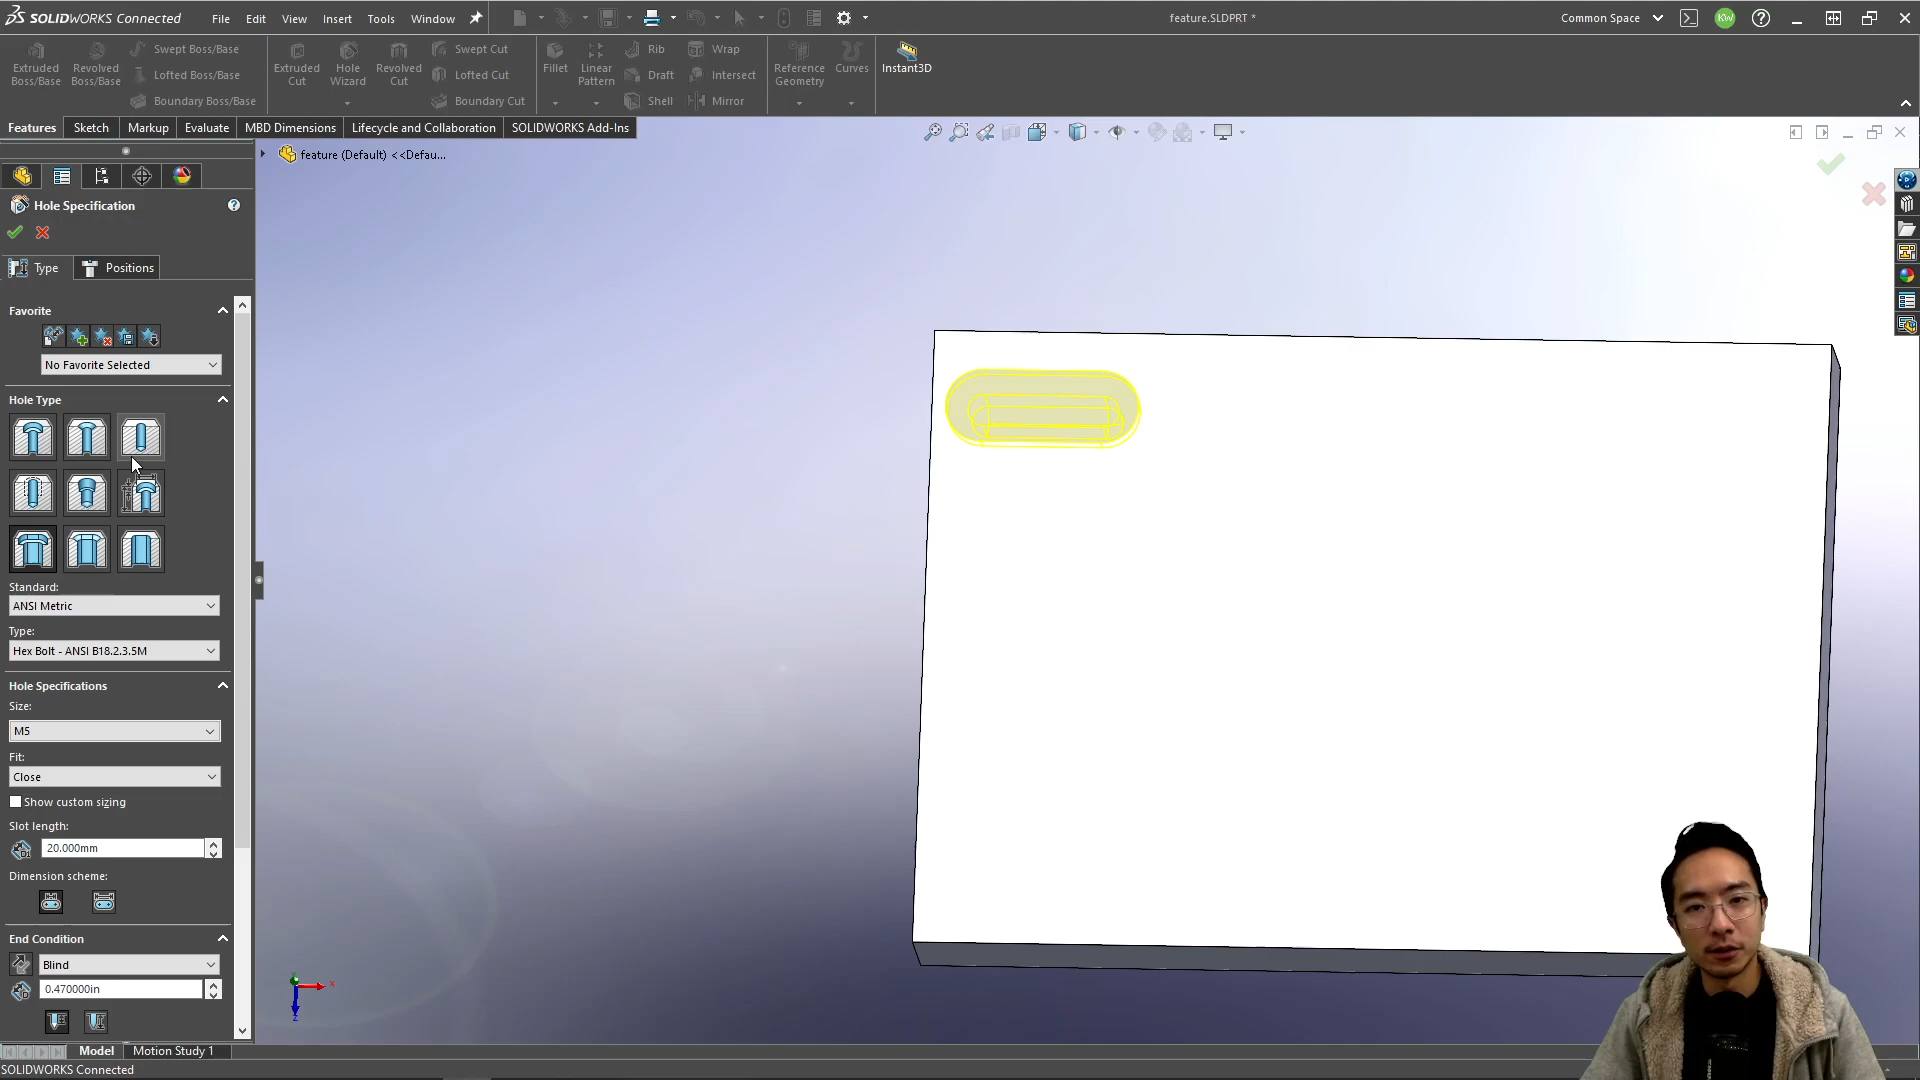 SOLIDWORKS Connected
File
Edit
View
Insert
Tools
Window
feature.SLDPRT *
Common Space
KW
Extruded Boss/Base
Revolved Boss/Base
Swept Boss/Base
Lofted Boss/Base
Boundary Boss/Base
Extruded Cut
Hole Wizard
Revolved Cut
Swept Cut
Lofted Cut
Boundary Cut
Fillet
Linear Pattern
Rib
Draft
Shell
Wrap
Intersect
Mirror
Reference Geometry
Curves
Instant3D
Features
Sketch
Markup
Evaluate
MBD Dimensions
Lifecycle and Collaboration
SOLIDWORKS Add-Ins
feature (Default) <<Defau...
Hole Specification
Type
Positions
Favorite
No Favorite Selected
Hole Type
Standard:
ANSI Metric
Type:
Hex Bolt - ANSI B18.2.3.5M
Hole Specifications
Size:
M5
Fit:
Close
Show custom sizing
Slot length:
20.000mm
Dimension scheme:
End Condition
Blind
0.470000in
X
Z
Model
Motion Study 1
SOLIDWORKS Connected